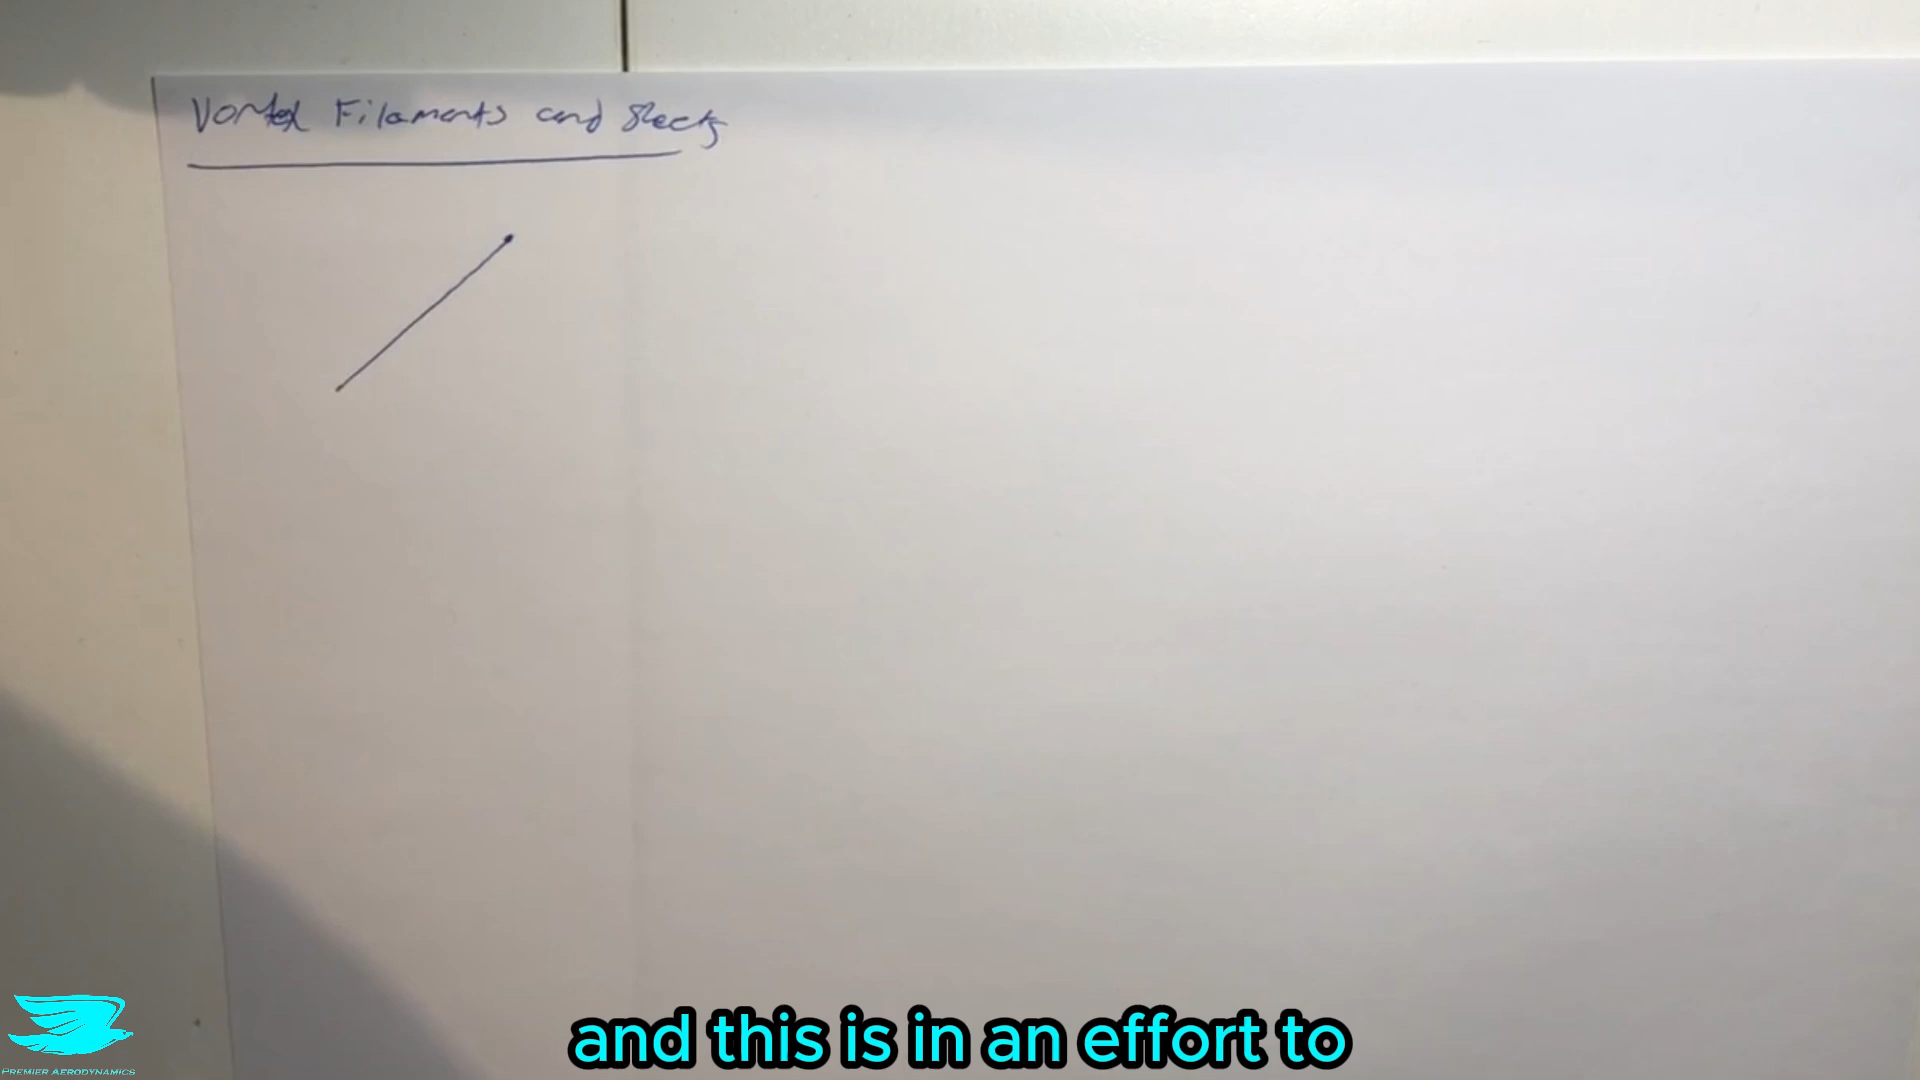 Vortex Filaments and Sheets
and this is in an effort to
PREMIER AERODYNAMICS